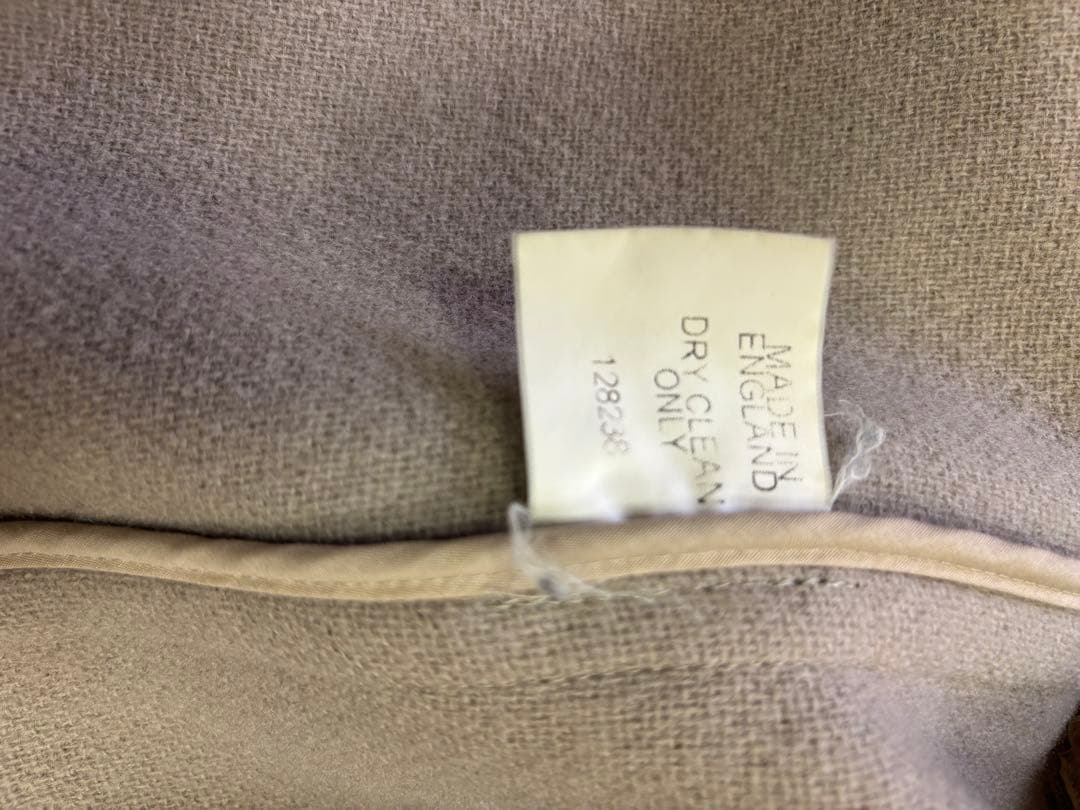 MADE IN
ENGLAND
DRY CLEAN
ONLY
128238